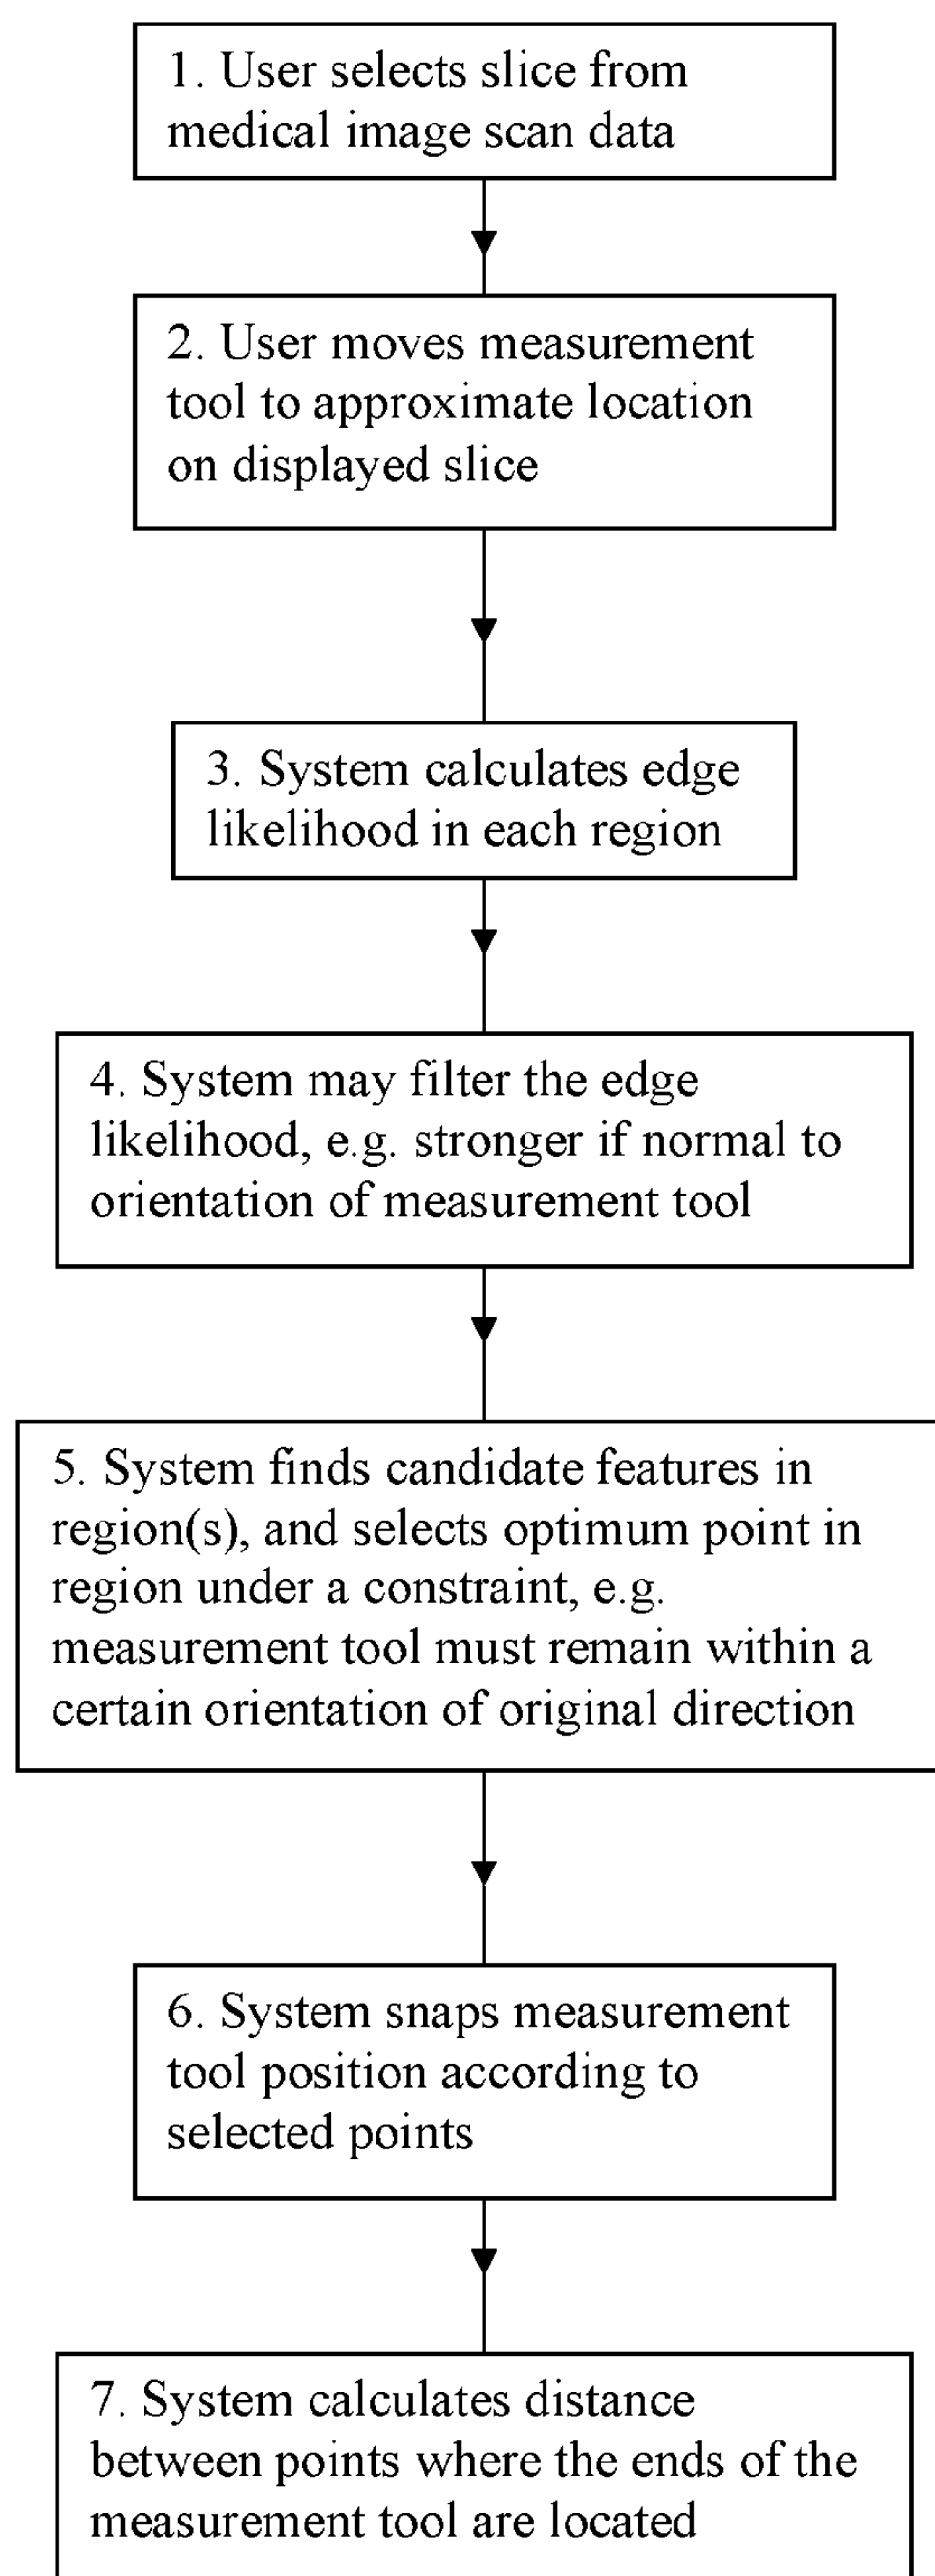 1. User selects slice from
medical image scan data
2. User moves measurement
tool to approximate location
on displayed slice
3. System calculates edge
likelihood in each region
4. System may filter the edge
likelihood, e.g. stronger if normal to
orientation of measurement tool
5. System finds candidate features in
region(s), and selects optimum point in
region under a constraint, e.g.
measurement tool must remain within a
certain orientation of original direction
6. System snaps measurement
tool position according to
selected points
7. System calculates distance
between points where the ends of the
measurement tool are located